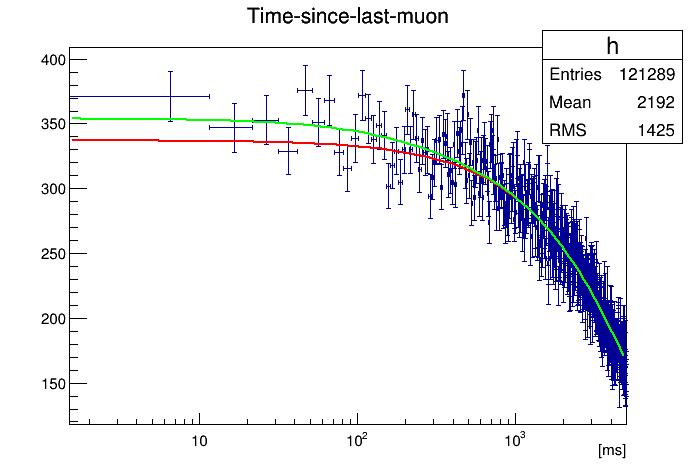 Time-since-last-muon
h
Entries 121289
Mean 2192
RMS 1425
400
350
300
250
200
150
10
10²
10³
[ms]